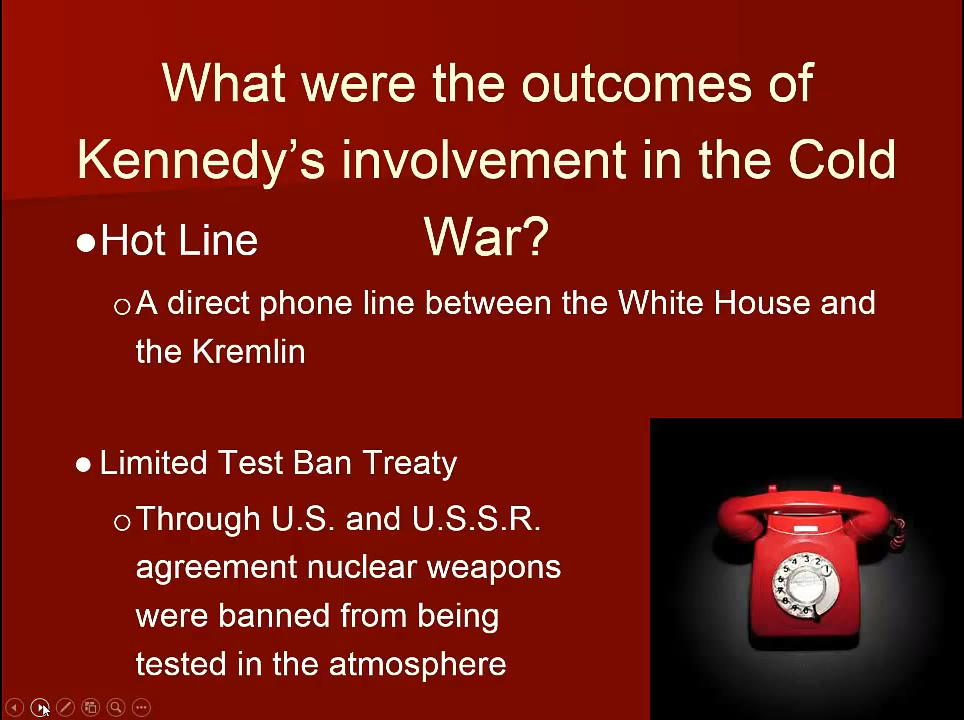 What were the outcomes of
Kennedy’s involvement in the Cold
War?
●Hot Line
○A direct phone line between the White House and
the Kremlin
● Limited Test Ban Treaty
○Through U.S. and U.S.S.R.
agreement nuclear weapons
were banned from being
tested in the atmosphere